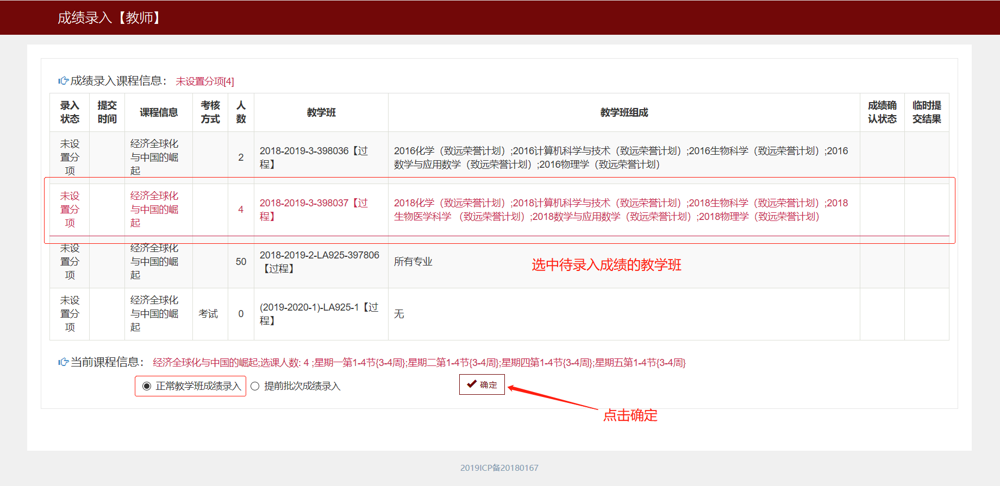 成绩录入【教师】
成绩录入课程信息： 未设置分项[4]
录入状态 提交时间 课程信息 考核方式 人数 教学班 教学班组成 成绩确认状态 临时提交结果
未设置分项 经济全球化与中国的崛起 2 2018-2019-3-398036【过程】 2016化学（致远荣誉计划）;2016计算机科学与技术（致远荣誉计划）;2016生物科学（致远荣誉计划）;2016数学与应用数学（致远荣誉计划）;2016物理学（致远荣誉计划）
未设置分项 经济全球化与中国的崛起 4 2018-2019-3-398037【过程】 2018化学（致远荣誉计划）;2018计算机科学与技术（致远荣誉计划）;2018生物科学（致远荣誉计划）;2018生物医学科学 （致远荣誉计划）;2018数学与应用数学（致远荣誉计划）;2018物理学（致远荣誉计划）
未设置分项 经济全球化与中国的崛起 50 2018-2019-2-LA925-397806【过程】 所有专业
选中待录入成绩的教学班
未设置分项 经济全球化与中国的崛起 考试 0 (2019-2020-1)-LA925-1【过程】 无
当前课程信息： 经济全球化与中国的崛起;选课人数: 4 ;星期一第1-4节{3-4周};星期二第1-4节{3-4周};星期四第1-4节{3-4周};星期五第1-4节{3-4周}
正常教学班成绩录入 提前批次成绩录入 确定
点击确定
2019ICP备20180167